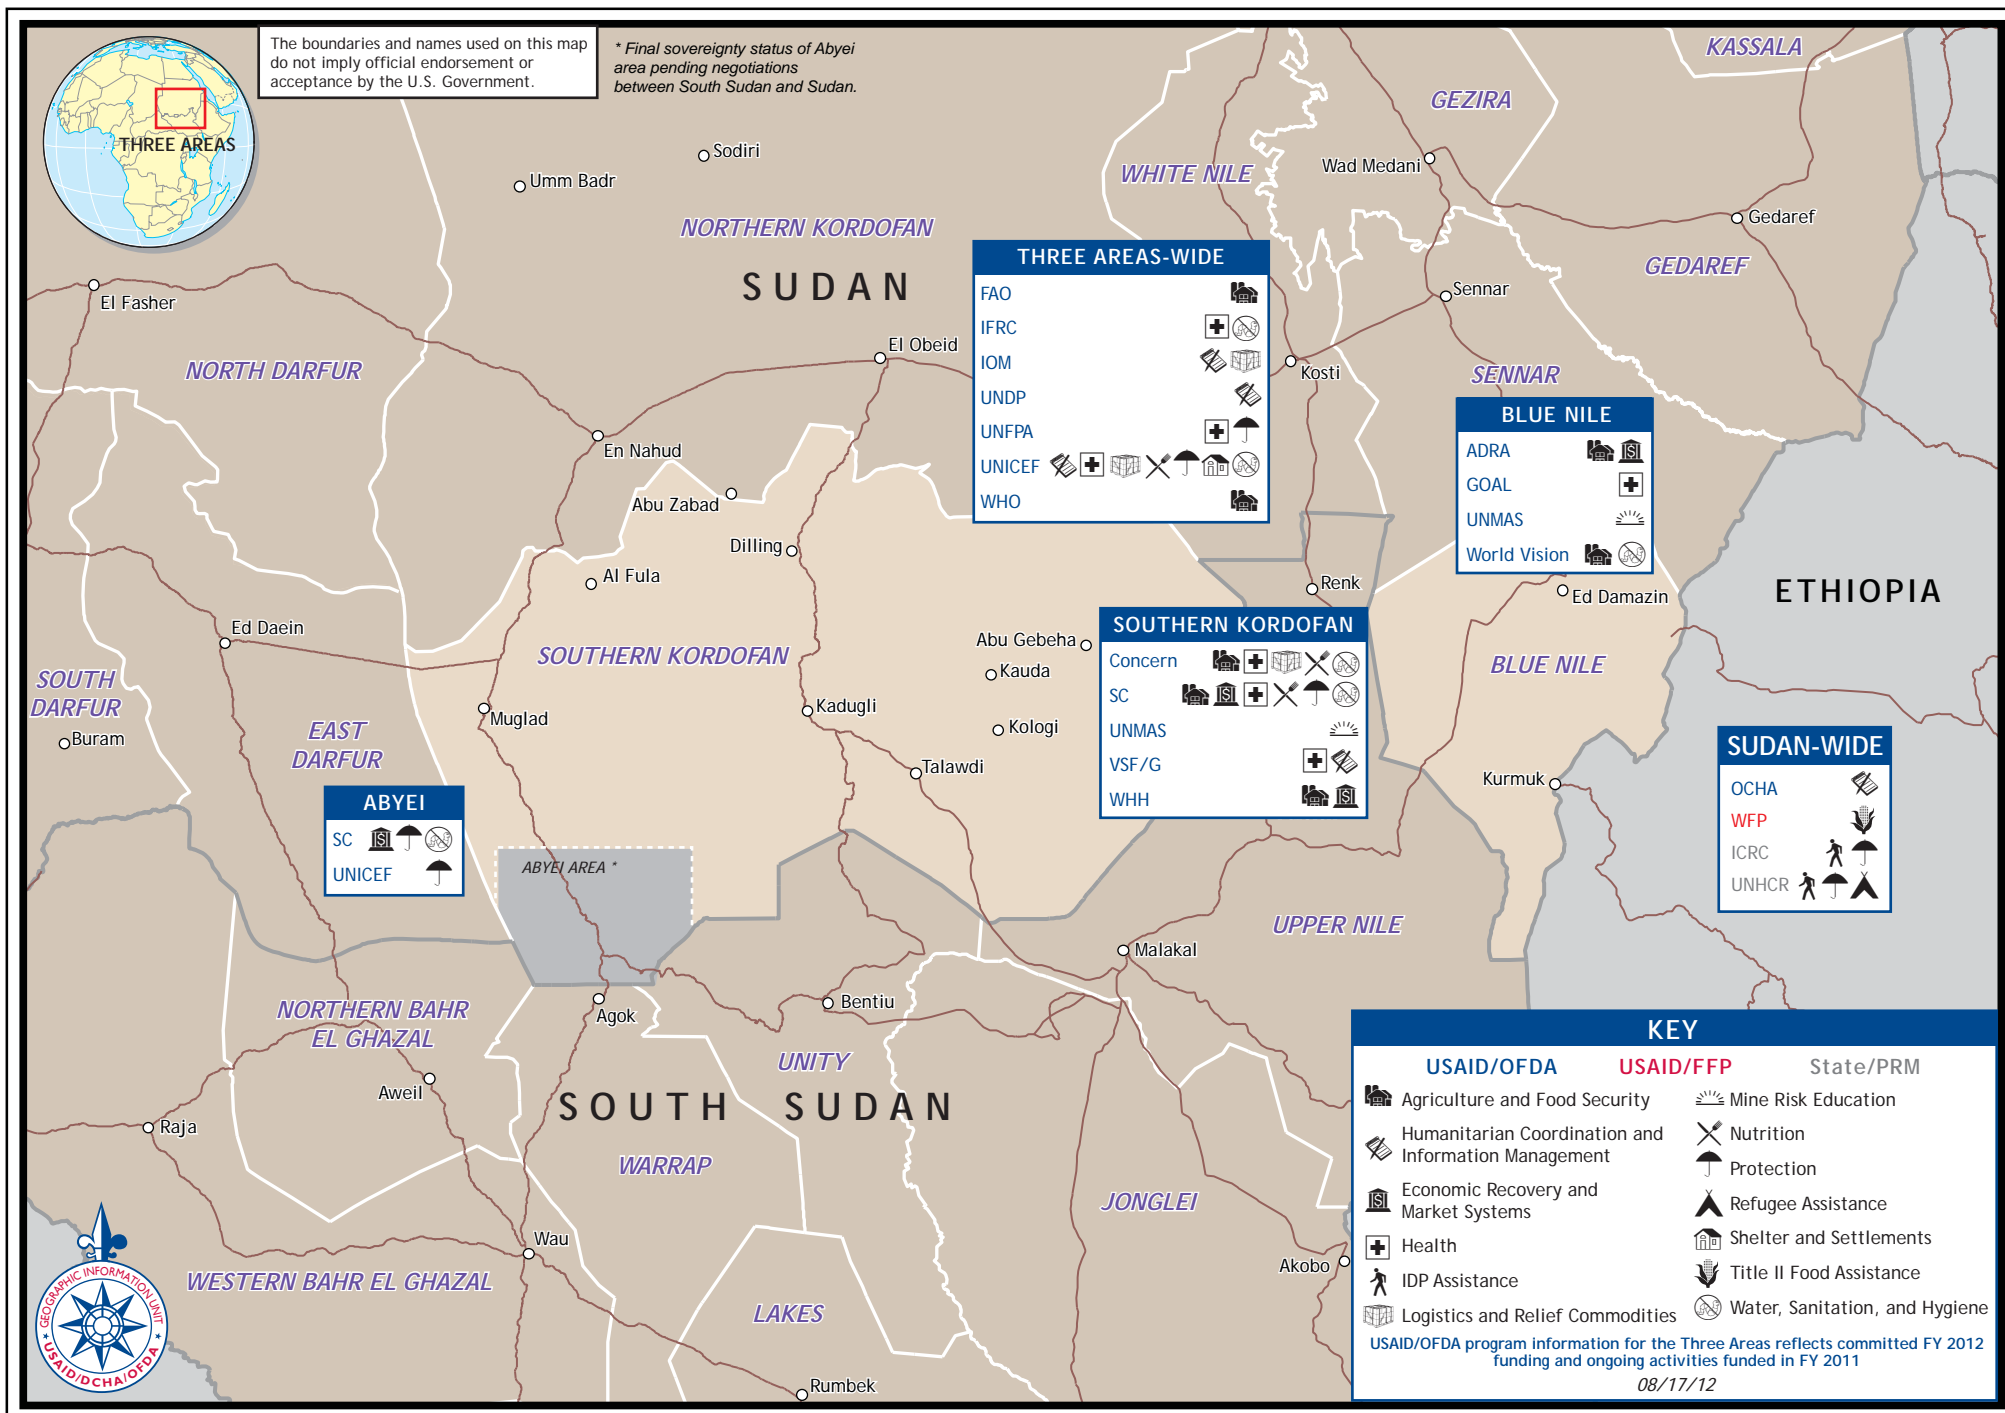 The boundaries and names used on this map
do not imply official endorsement or
acceptance by the U.S. Government.
* Final sovereignty status of Abyei
area pending negotiations
between South Sudan and Sudan.
THREE AREAS
KASSALA
GEZIRA
WHITE NILE
Wad Medani
Sodiri
Umm Badr
NORTHERN KORDOFAN
SUDAN
Gedaref
GEDAREF
El Fasher
NORTH DARFUR
El Obeid
Sennar
Kosti
SENNAR
En Nahud
Abu Zabad
Dilling
Al Fula
THREE AREAS-WIDE
FAO
IFRC
IOM
UNDP
UNFPA
UNICEF
WHO
BLUE NILE
ADRA
GOAL
UNMAS
World Vision
Renk
Ed Damazin
ETHIOPIA
Ed Daein
SOUTHERN KORDOFAN
Abu Gebeha
Kauda
Kologi
Kadugli
Talawdi
Muglad
SOUTH
DARFUR
Buram
EAST
DARFUR
SOUTHERN KORDOFAN
Concern
SC
UNMAS
VSF/G
WHH
BLUE NILE
Kurmuk
SUDAN-WIDE
OCHA
WFP
ICRC
UNHCR
ABYEI
SC
UNICEF
ABYEI AREA *
UPPER NILE
Malakal
Bentiu
Agok
NORTHERN BAHR
EL GHAZAL
Aweil
UNITY
SOUTH SUDAN
Raja
WARRAP
JONGLEI
Wau
Akobo
WESTERN BAHR EL GHAZAL
LAKES
Rumbek
GEOGRAPHIC INFORMATION UNIT
USAID/DCHA/OFDA
KEY
USAID/OFDA USAID/FFP State/PRM
Agriculture and Food Security
Humanitarian Coordination and
Information Management
Economic Recovery and
Market Systems
Health
IDP Assistance
Logistics and Relief Commodities
Mine Risk Education
Nutrition
Protection
Refugee Assistance
Shelter and Settlements
Title II Food Assistance
Water, Sanitation, and Hygiene
USAID/OFDA program information for the Three Areas reflects committed FY 2012
funding and ongoing activities funded in FY 2011
08/17/12